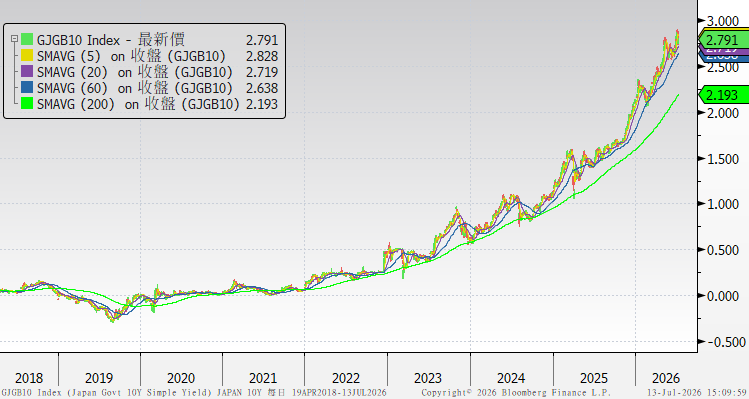 GJGB10 Index - 最新價 2.791
SMAVG (5) on 收盤 (GJGB10) 2.828
SMAVG (20) on 收盤 (GJGB10) 2.719
SMAVG (60) on 收盤 (GJGB10) 2.638
SMAVG (200) on 收盤 (GJGB10) 2.193
3.000
2.791
2.719
2.638
2.500
2.193
2.000
1.500
1.000
0.500
0.000
-0.500
2018 2019 2020 2021 2022 2023 2024 2025 2026
GJGB10 Index (Japan Govt 10Y Simple Yield) JAPAN 10Y 每日 19APR2018-13JUL2026 Copyright© 2026 Bloomberg Finance L.P. 13-Jul-2026 15:09:59